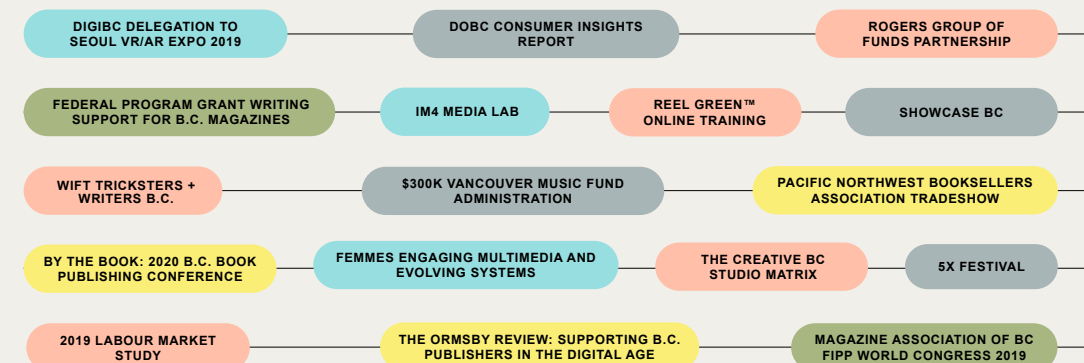 DIGIBC DELEGATION TO
SEOUL VR/AR EXPO 2019
DOBC CONSUMER INSIGHTS
REPORT
ROGERS GROUP OF
FUNDS PARTNERSHIP
FEDERAL PROGRAM GRANT WRITING
SUPPORT FOR B.C. MAGAZINES
IM4 MEDIA LAB
REEL GREEN™
ONLINE TRAINING
SHOWCASE BC
WIFT TRICKSTERS +
WRITERS B.C.
$300K VANCOUVER MUSIC FUND
ADMINISTRATION
PACIFIC NORTHWEST BOOKSELLERS
ASSOCIATION TRADESHOW
BY THE BOOK: 2020 B.C. BOOK
PUBLISHING CONFERENCE
FEMMES ENGAGING MULTIMEDIA AND
EVOLVING SYSTEMS
THE CREATIVE BC
STUDIO MATRIX
5X FESTIVAL
2019 LABOUR MARKET
STUDY
THE ORMSBY REVIEW: SUPPORTING B.C.
PUBLISHERS IN THE DIGITAL AGE
MAGAZINE ASSOCIATION OF BC
FIPP WORLD CONGRESS 2019